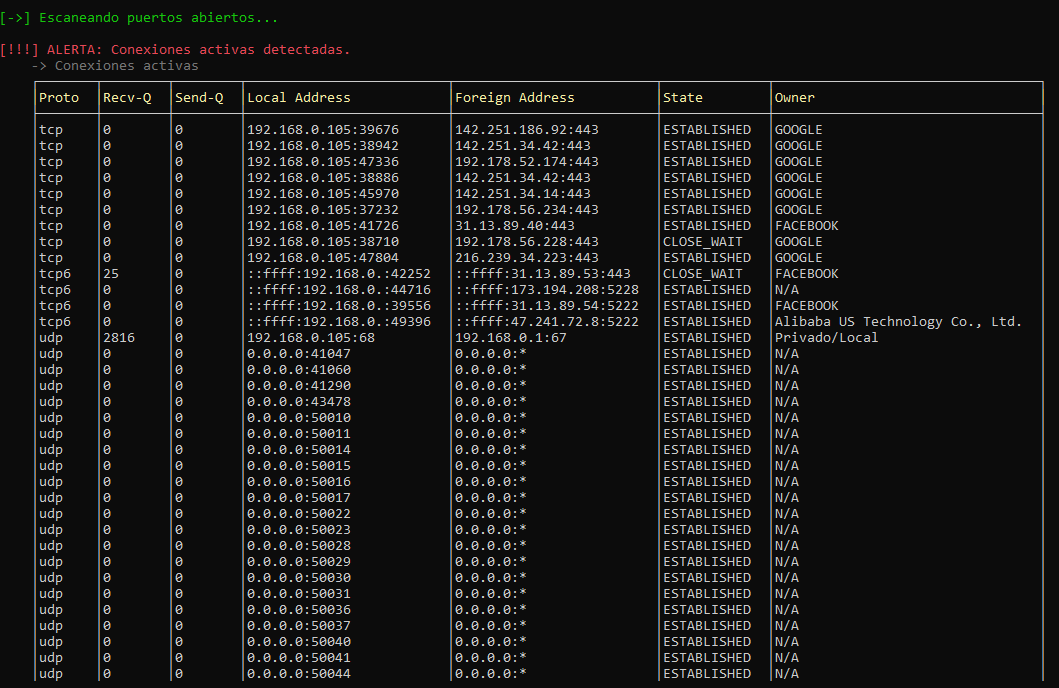 [->] Escaneando puertos abiertos...
[!!!] ALERTA: Conexiones activas detectadas.
-> Conexiones activas
Proto Recv-Q Send-Q Local Address Foreign Address State Owner
tcp 0 0 192.168.0.105:39676 142.251.186.92:443 ESTABLISHED GOOGLE
tcp 0 0 192.168.0.105:38942 142.251.34.42:443 ESTABLISHED GOOGLE
tcp 0 0 192.168.0.105:47336 192.178.52.174:443 ESTABLISHED GOOGLE
tcp 0 0 192.168.0.105:38886 142.251.34.42:443 ESTABLISHED GOOGLE
tcp 0 0 192.168.0.105:45970 142.251.34.14:443 ESTABLISHED GOOGLE
tcp 0 0 192.168.0.105:37232 192.178.56.234:443 ESTABLISHED GOOGLE
tcp 0 0 192.168.0.105:41726 31.13.89.40:443 ESTABLISHED FACEBOOK
tcp 0 0 192.168.0.105:38710 192.178.56.228:443 CLOSE_WAIT GOOGLE
tcp 0 0 192.168.0.105:47804 216.239.34.223:443 ESTABLISHED GOOGLE
tcp6 25 0 ::ffff:192.168.0.:42252 ::ffff:31.13.89.53:443 CLOSE_WAIT FACEBOOK
tcp6 0 0 ::ffff:192.168.0.:44716 ::ffff:173.194.208:5228 ESTABLISHED N/A
tcp6 0 0 ::ffff:192.168.0.:39556 ::ffff:31.13.89.54:5222 ESTABLISHED FACEBOOK
tcp6 0 0 ::ffff:192.168.0.:49396 ::ffff:47.241.72.8:5222 ESTABLISHED Alibaba US Technology Co., Ltd.
udp 2816 0 192.168.0.105:68 192.168.0.1:67 ESTABLISHED Privado/Local
udp 0 0 0.0.0.0:41047 0.0.0.0:* ESTABLISHED N/A
udp 0 0 0.0.0.0:41060 0.0.0.0:* ESTABLISHED N/A
udp 0 0 0.0.0.0:41290 0.0.0.0:* ESTABLISHED N/A
udp 0 0 0.0.0.0:43478 0.0.0.0:* ESTABLISHED N/A
udp 0 0 0.0.0.0:50010 0.0.0.0:* ESTABLISHED N/A
udp 0 0 0.0.0.0:50011 0.0.0.0:* ESTABLISHED N/A
udp 0 0 0.0.0.0:50014 0.0.0.0:* ESTABLISHED N/A
udp 0 0 0.0.0.0:50015 0.0.0.0:* ESTABLISHED N/A
udp 0 0 0.0.0.0:50016 0.0.0.0:* ESTABLISHED N/A
udp 0 0 0.0.0.0:50017 0.0.0.0:* ESTABLISHED N/A
udp 0 0 0.0.0.0:50022 0.0.0.0:* ESTABLISHED N/A
udp 0 0 0.0.0.0:50023 0.0.0.0:* ESTABLISHED N/A
udp 0 0 0.0.0.0:50028 0.0.0.0:* ESTABLISHED N/A
udp 0 0 0.0.0.0:50029 0.0.0.0:* ESTABLISHED N/A
udp 0 0 0.0.0.0:50030 0.0.0.0:* ESTABLISHED N/A
udp 0 0 0.0.0.0:50031 0.0.0.0:* ESTABLISHED N/A
udp 0 0 0.0.0.0:50036 0.0.0.0:* ESTABLISHED N/A
udp 0 0 0.0.0.0:50037 0.0.0.0:* ESTABLISHED N/A
udp 0 0 0.0.0.0:50040 0.0.0.0:* ESTABLISHED N/A
udp 0 0 0.0.0.0:50041 0.0.0.0:* ESTABLISHED N/A
udp 0 0 0.0.0.0:50044 0.0.0.0:* ESTABLISHED N/A